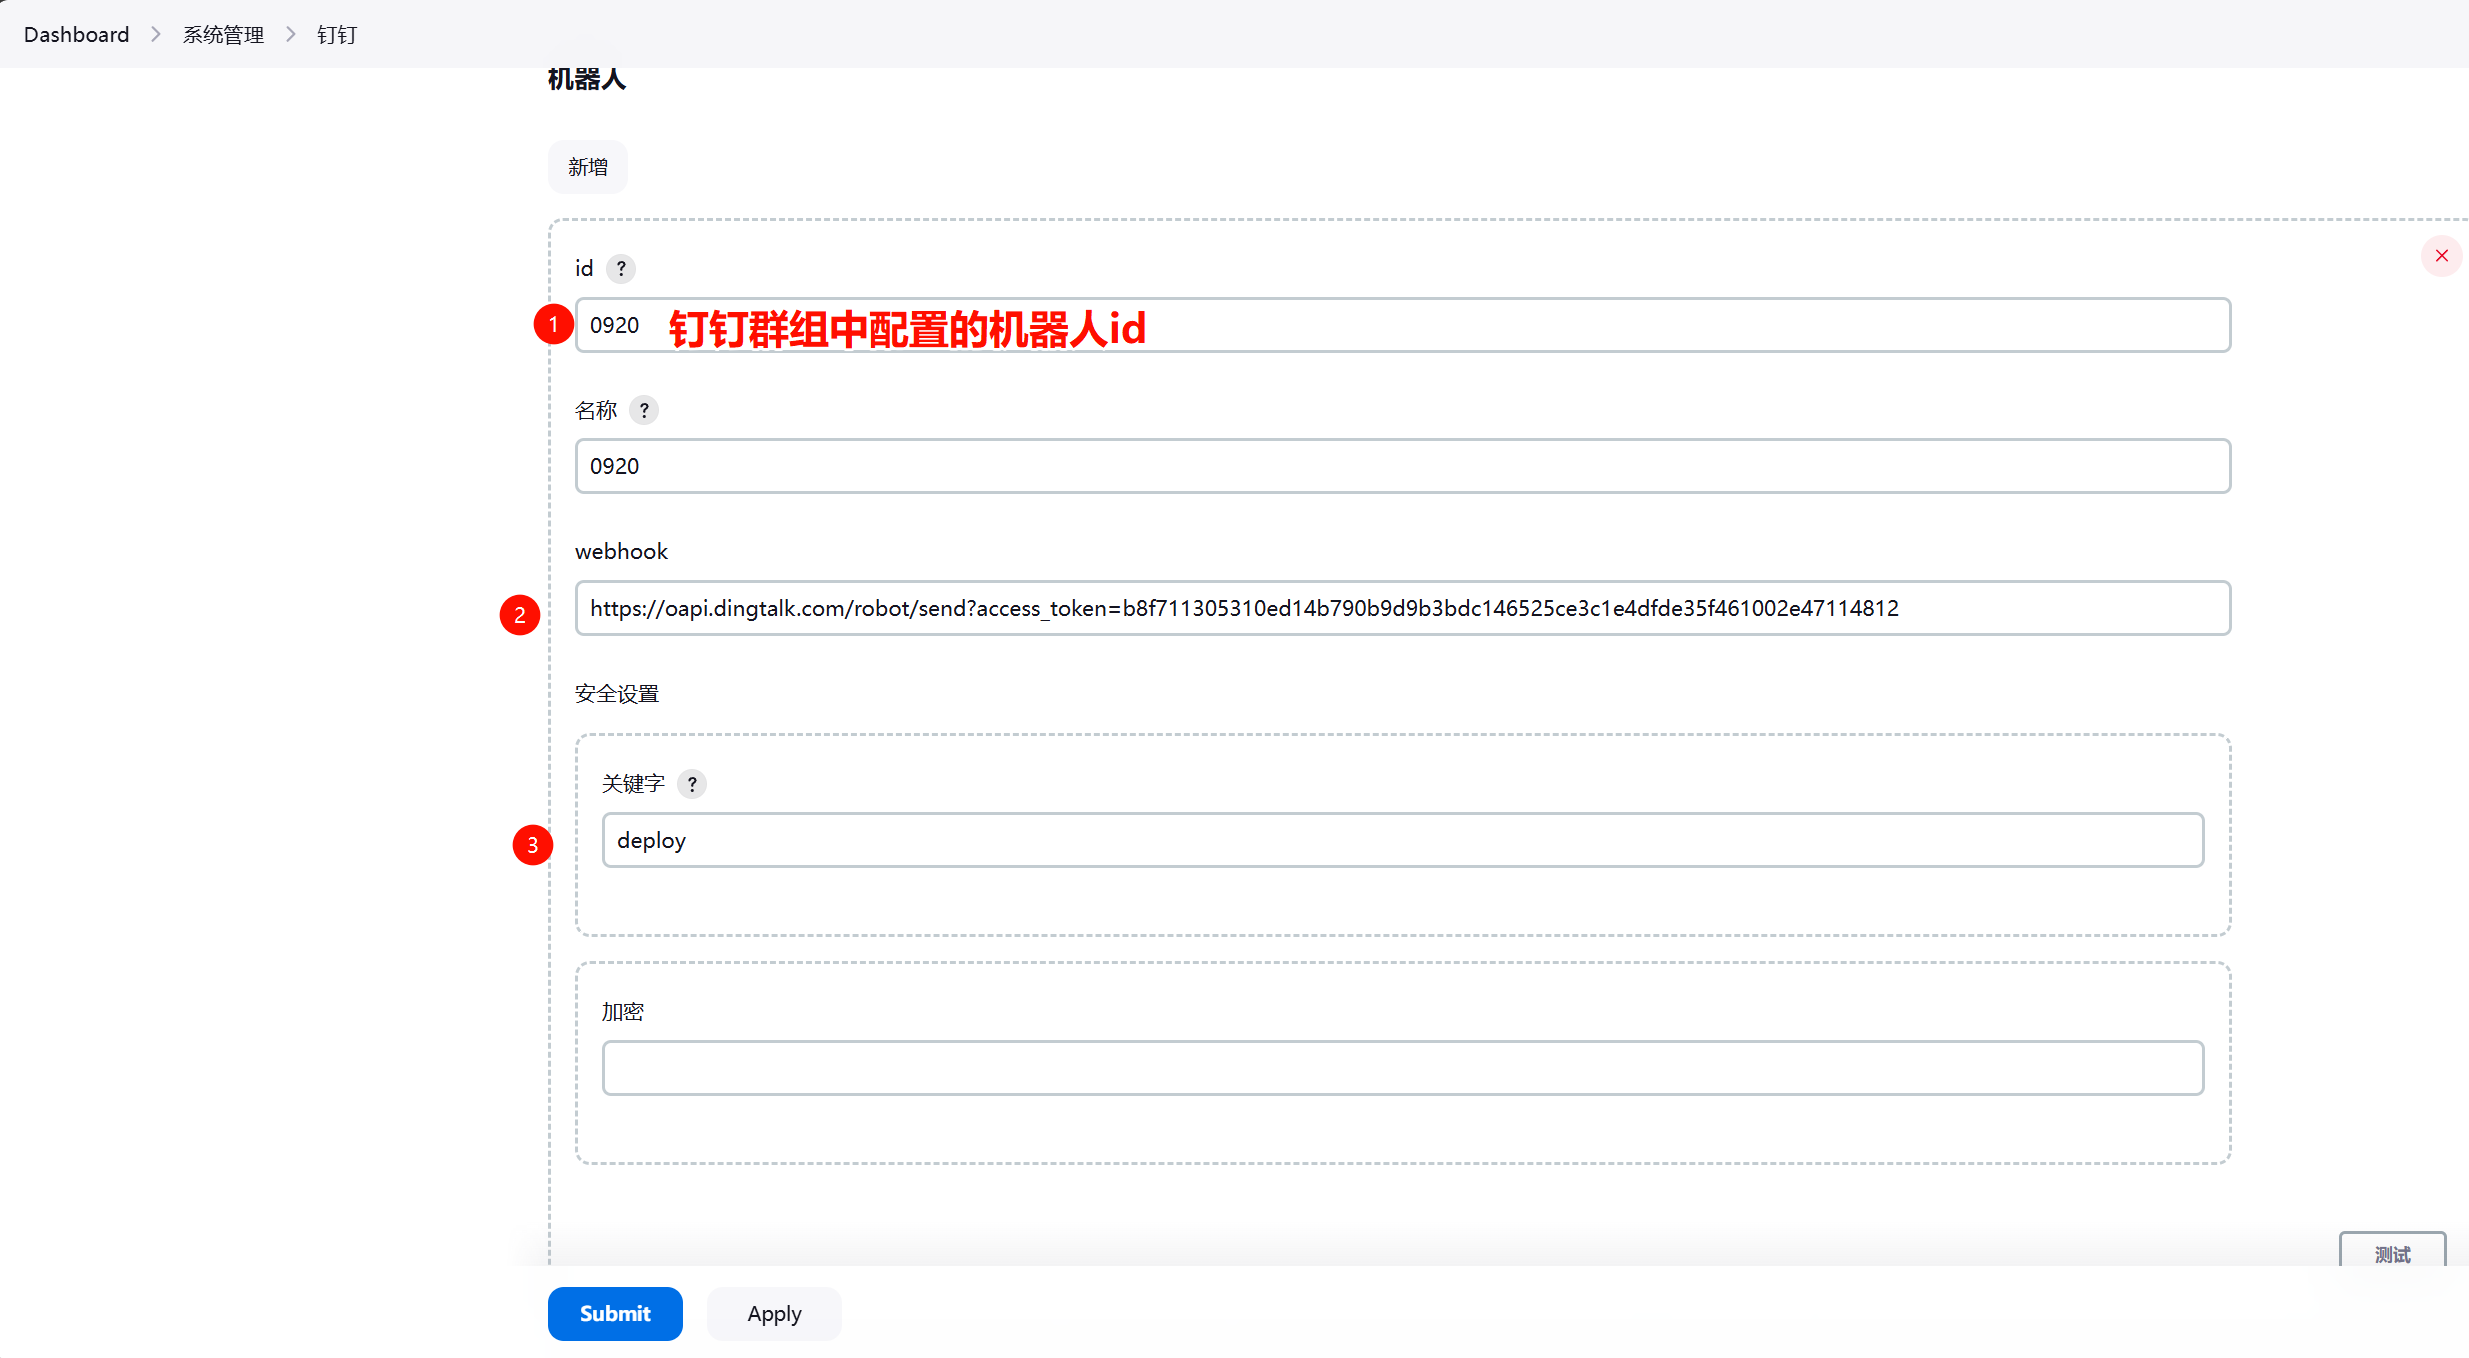 Dashboard > 系统管理 > 钉钉
机器人
新增
id ?
1 0920 钉钉群组中配置的机器人id
名称 ?
0920
webhook
2 https://oapi.dingtalk.com/robot/send?access_token=b8f711305310ed14b790b9d9b3bdc146525ce3c1e4dfde35f461002e47114812
安全设置
关键字 ?
3 deploy
加密
测试
Submit Apply